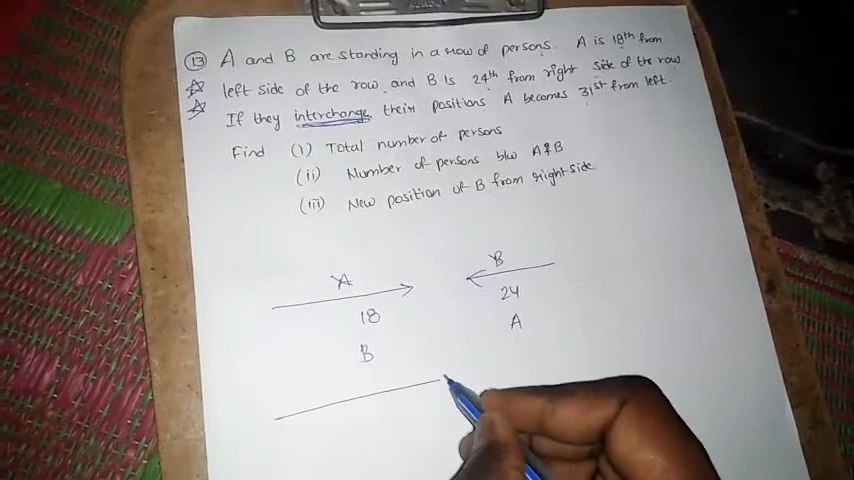 13 A and B are standing in a row of persons. A is 18th from
left side of the row and B is 24th from right side of the row.
If they interchange their positions A becomes 31st from left.
Find (i) Total number of persons
(ii) Number of persons b/w A & B
(iii) New position of B from right side.
A B
18 24
B A